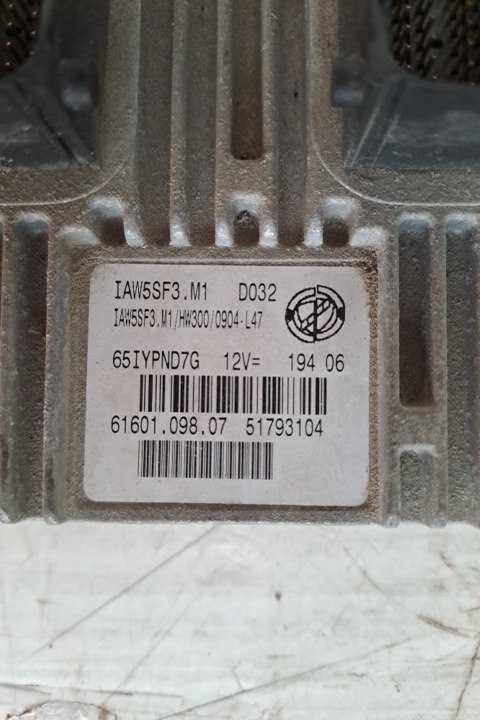 IAW5SF3.M1 D032
IAW5SF3.M1/HW300/0904-L47
65IYPND7G 12V= 194 06
61601.098.07 51793104